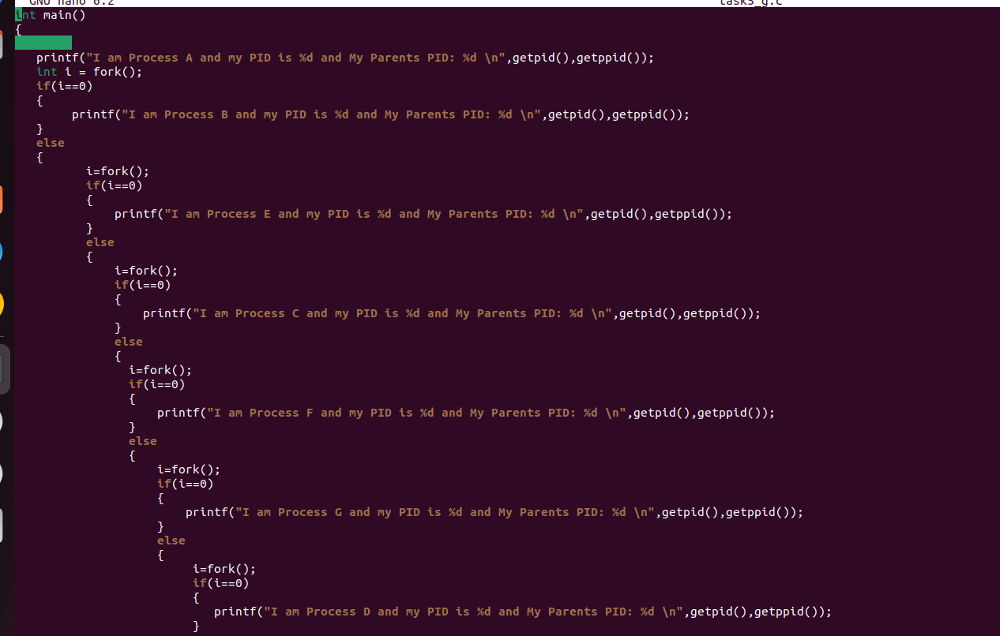 GNU nano 6.2 task5_g.c
int main()
{
printf("I am Process A and my PID is %d and My Parents PID: %d \n",getpid(),getppid());
int i = fork();
if(i==0)
{
printf("I am Process B and my PID is %d and My Parents PID: %d \n",getpid(),getppid());
}
else
{
i=fork();
if(i==0)
{
printf("I am Process E and my PID is %d and My Parents PID: %d \n",getpid(),getppid());
}
else
{
i=fork();
if(i==0)
{
printf("I am Process C and my PID is %d and My Parents PID: %d \n",getpid(),getppid());
}
else
{
i=fork();
if(i==0)
{
printf("I am Process F and my PID is %d and My Parents PID: %d \n",getpid(),getppid());
}
else
{
i=fork();
if(i==0)
{
printf("I am Process G and my PID is %d and My Parents PID: %d \n",getpid(),getppid());
}
else
{
i=fork();
if(i==0)
{
printf("I am Process D and my PID is %d and My Parents PID: %d \n",getpid(),getppid());
}